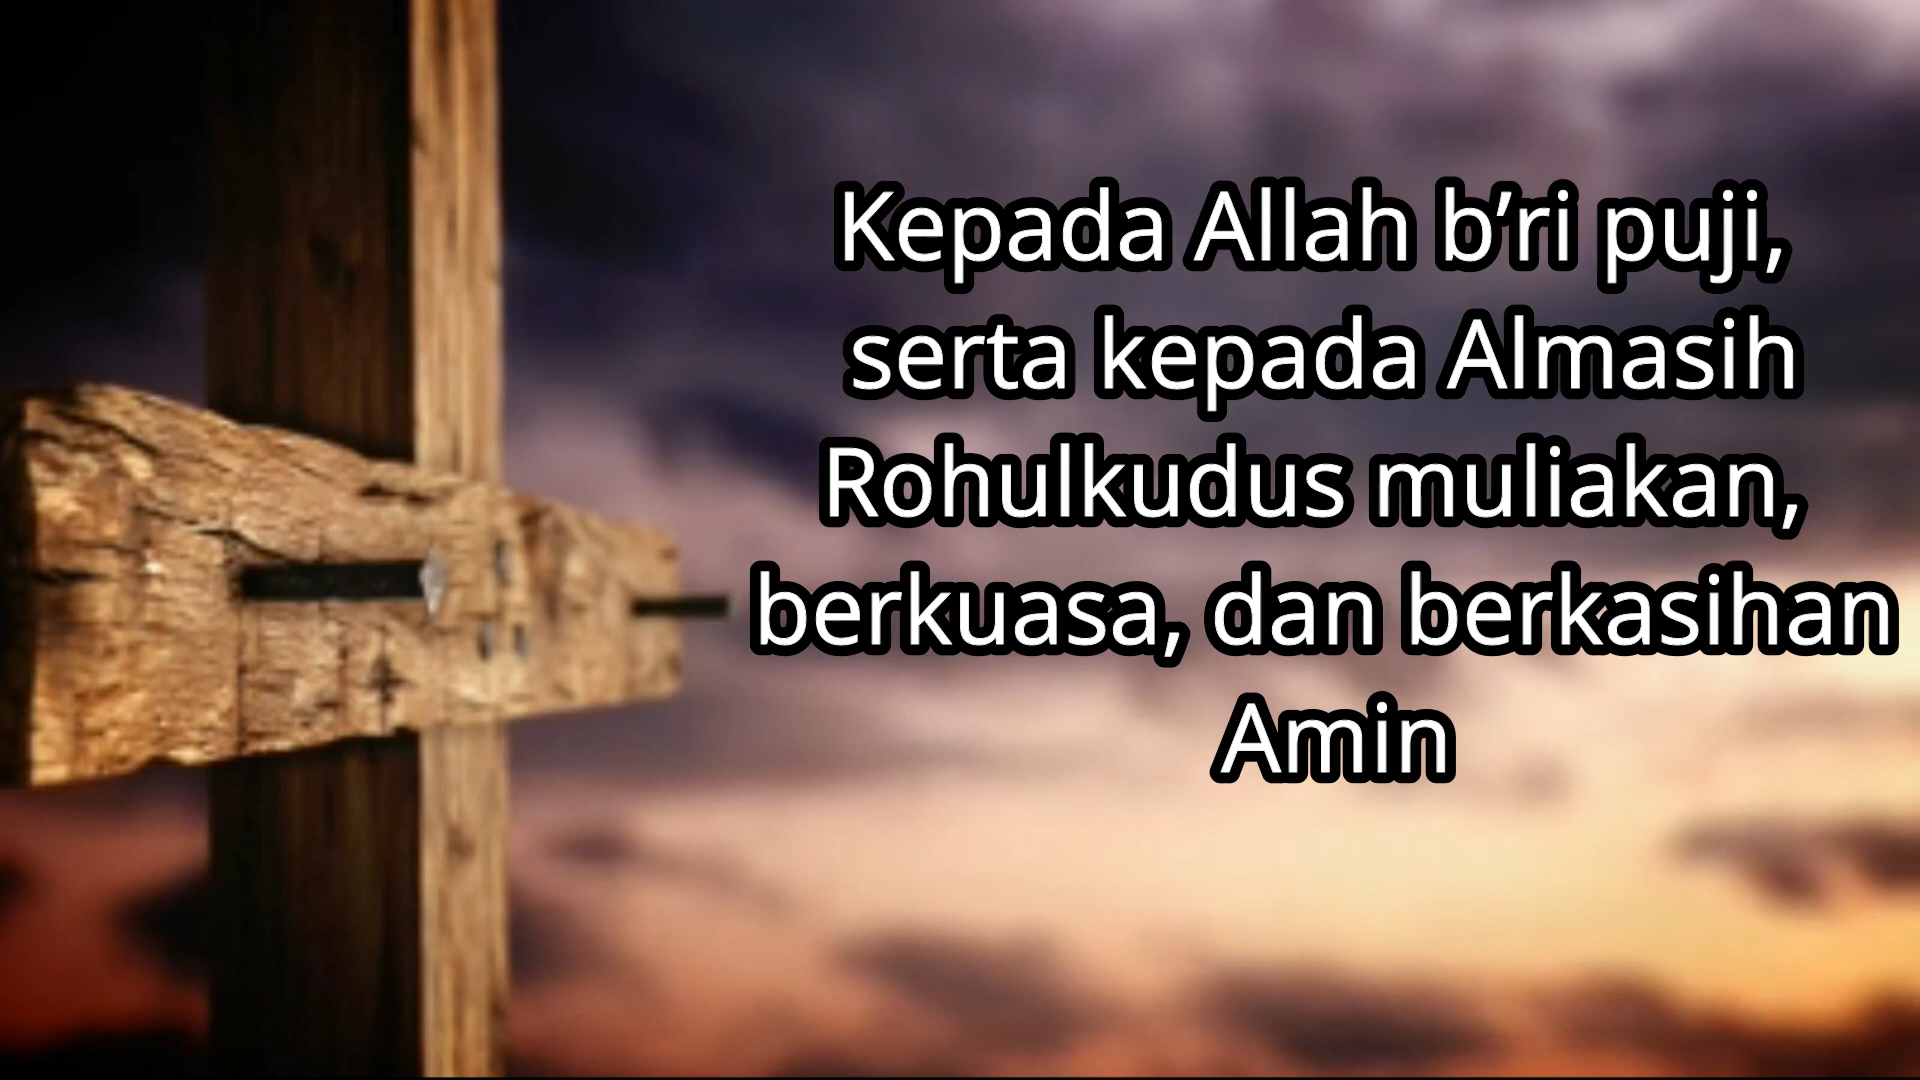 Kepada Allah b’ri puji,
serta kepada Almasih
Rohulkudus muliakan,
berkuasa, dan berkasihan
Amin